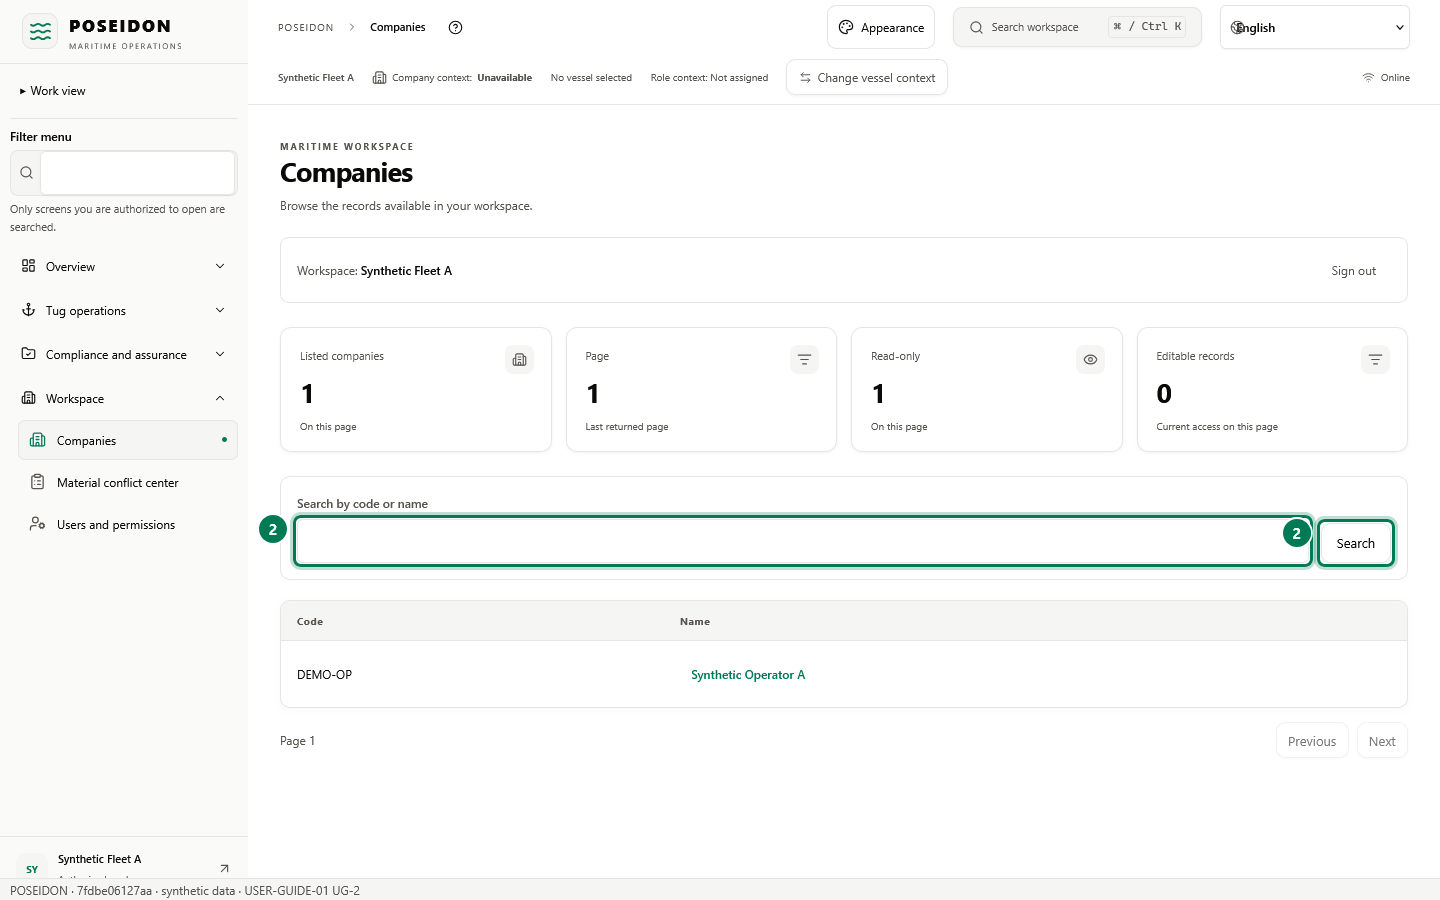 POSEIDON
MARITIME OPERATIONS
Work view
Filter menu
Only screens you are authorized to open are
searched.
Overview
Tug operations
Compliance and assurance
Workspace
Companies
Material conflict center
Users and permissions
SY
Synthetic Fleet A
POSEIDON
Companies
Appearance
Search workspace
⌘ / Ctrl K
English
Synthetic Fleet A
Company context: Unavailable
No vessel selected
Role context: Not assigned
Change vessel context
Online
MARITIME WORKSPACE
Companies
Browse the records available in your workspace.
Workspace: Synthetic Fleet A
Sign out
Listed companies
1
On this page
Page
1
Last returned page
Read-only
1
On this page
Editable records
0
Current access on this page
Search by code or name
2
2
Search
Code
Name
DEMO-OP
Synthetic Operator A
Page 1
Previous
Next
POSEIDON · 7fdbe06127aa · synthetic data · USER-GUIDE-01 UG-2